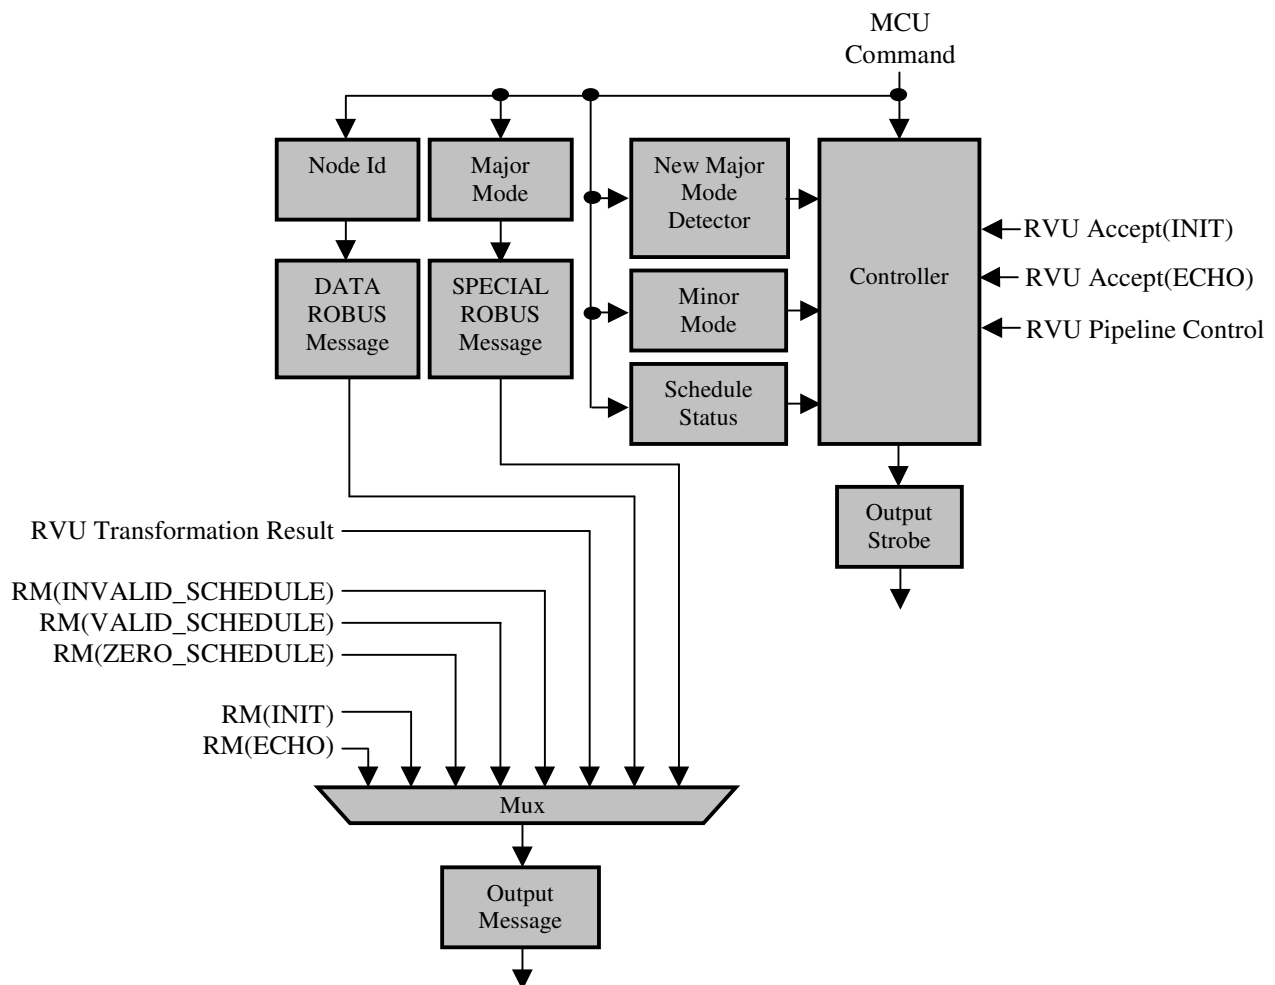 MCU
Command
Node Id
Major
Mode
New Major
Mode
Detector
Controller
RVU Accept(INIT)
RVU Accept(ECHO)
RVU Pipeline Control
DATA
ROBUS
Message
SPECIAL
ROBUS
Message
Minor
Mode
Schedule
Status
Output
Strobe
RVU Transformation Result
RM(INVALID_SCHEDULE)
RM(VALID_SCHEDULE)
RM(ZERO_SCHEDULE)
RM(INIT)
RM(ECHO)
Mux
Output
Message